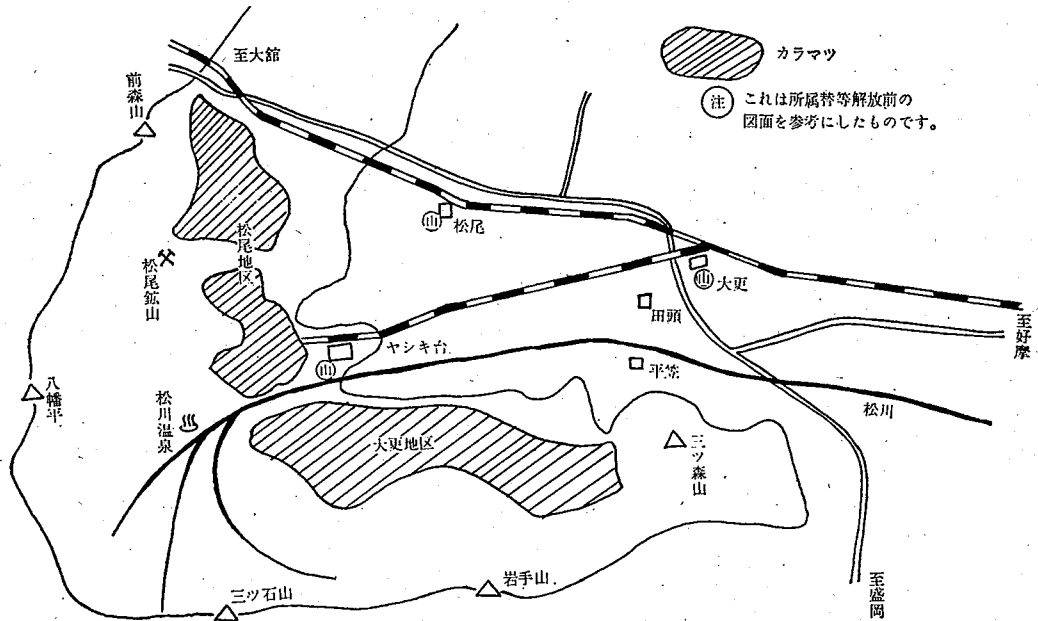 至大舘
カラマツ
注 これは所属替等解放前の
図面を参考にしたものです。
前森山
山 松尾
松尾地区
松尾鉱山
山 大更
田頭
至好摩
ヤシキ台
山
平笠
八幡平
松川温泉
松川
大更地区
三ツ森山
岩手山
三ツ石山
至盛岡